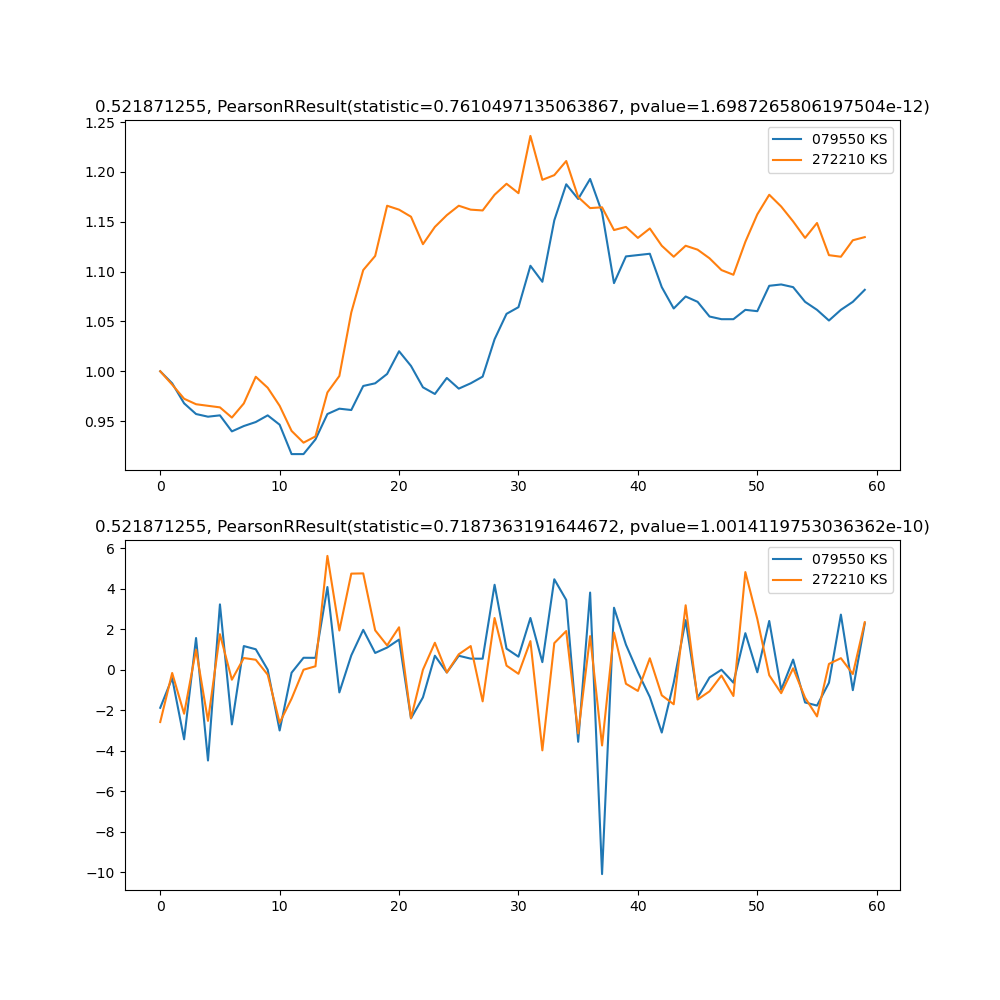 0.521871255, PearsonRResult(statistic=0.7610497135063867, pvalue=1.6987265806197504e-12)
1.25
1.20
1.15
1.10
1.05
1.00
0.95
079550 KS
272210 KS
0 10 20 30 40 50 60
0.521871255, PearsonRResult(statistic=0.7187363191644672, pvalue=1.0014119753036362e-10)
6
4
2
0
−2
−4
−6
−8
−10
079550 KS
272210 KS
0 10 20 30 40 50 60